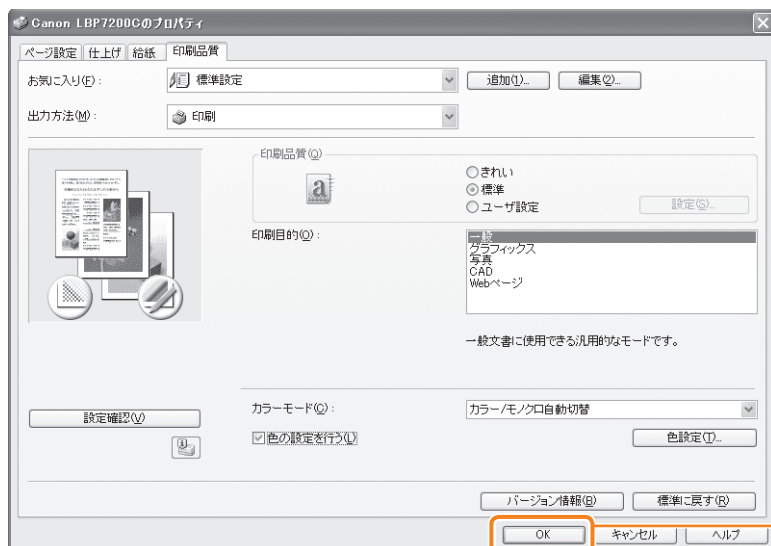 Canon LBP7200Cのプロパティ
ページ設定 仕上げ 給紙 印刷品質
お気に入り(F): 標準設定 追加(1)... 編集(2)...
出力方法(M): 印刷
印刷品質(Q)
きれい
標準
ユーザ設定 設定(S)...
印刷目的(O): 一般
グラフィックス
写真
CAD
Webページ
一般文書に使用できる汎用的なモードです。
カラーモード(C): カラー/モノクロ自動切替
設定確認(V)
色の設定を行う(L) 色設定(T)...
バージョン情報(B) 標準に戻す(R)
OK キャンセル ヘルプ